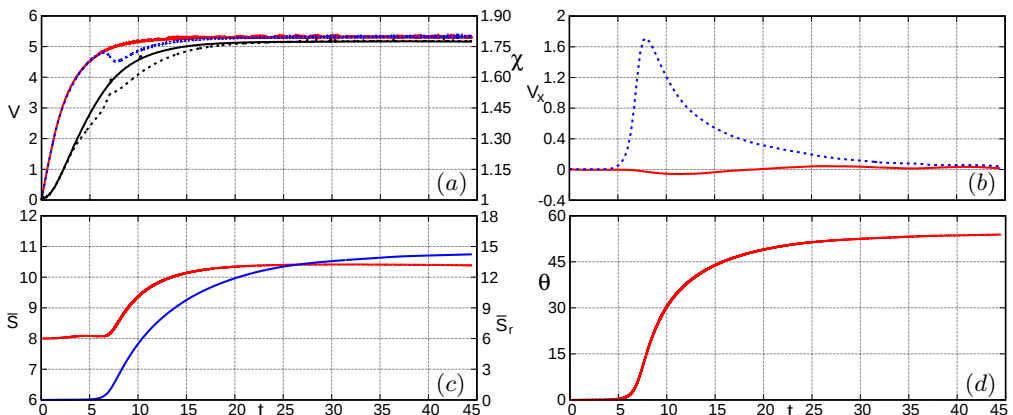 6 1.90 2
5 1.75 1.6
4 χ 1.60 Vx 1.2
V 3 1.45 0.8
2 1.30 0.4
1 1.15 0
0 (a) 1 -0.4 (b)
12 18 60
11 15 45
10 12
S̄ 9 9 S̄r θ 30
8 6
7 3 15
6 (c) 0 0 (d)
0 5 10 15 20 t 25 30 35 40 45
0 5 10 15 20 t 25 30 35 40 45